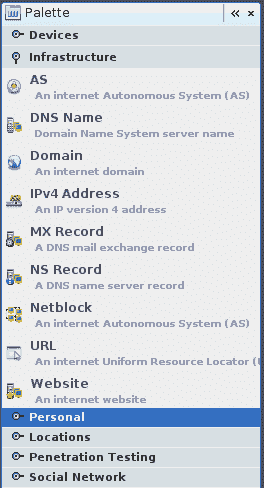 Palette
Devices
Infrastructure
AS
An internet Autonomous System (AS)
DNS Name
Domain Name System server name
Domain
An internet domain
IPv4 Address
An IP version 4 address
MX Record
A DNS mail exchange record
NS Record
A DNS name server record
Netblock
An internet Autonomous System (AS)
URL
An internet Uniform Resource Locator (
Website
An internet website
Personal
Locations
Penetration Testing
Social Network